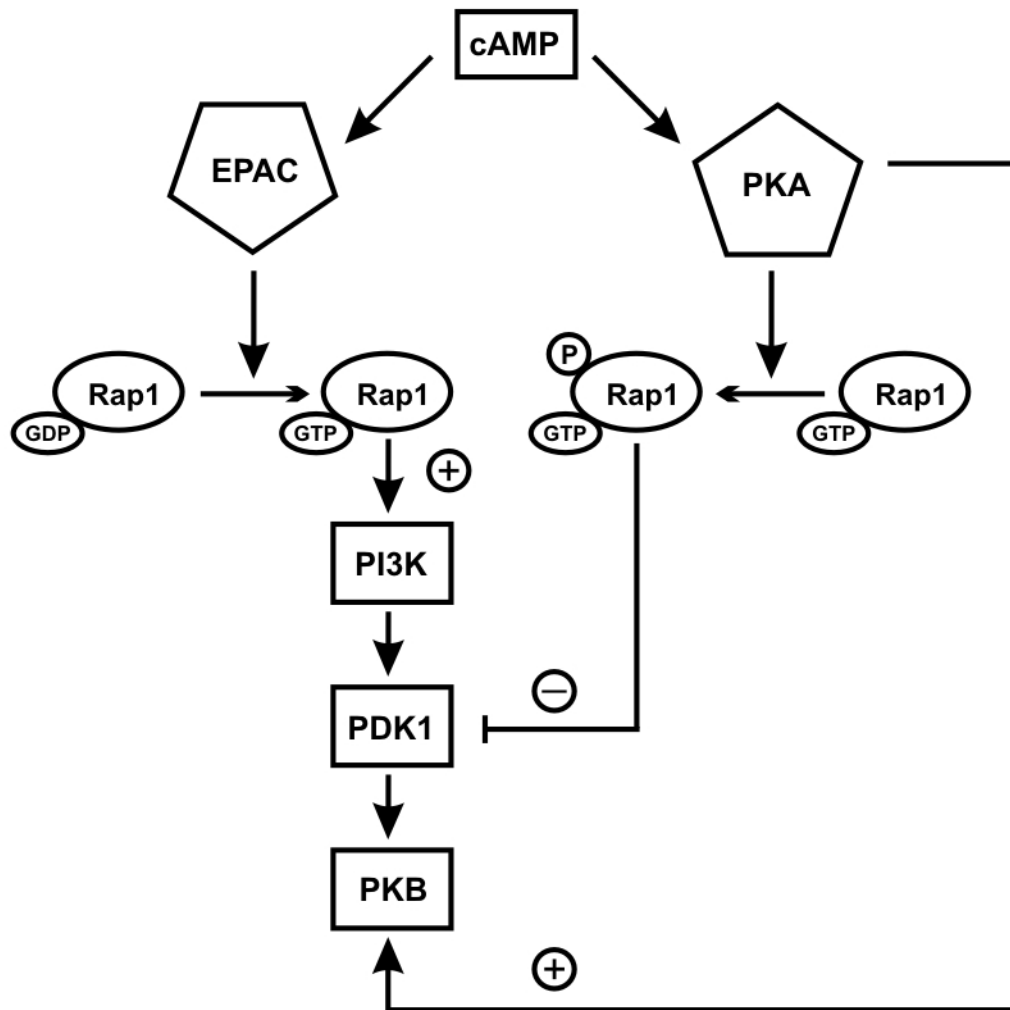 cAMP
EPAC
PKA
P
Rap1
Rap1
Rap1
Rap1
GDP
GTP
GTP
GTP
+
PI3K
−
PDK1
PKB
+